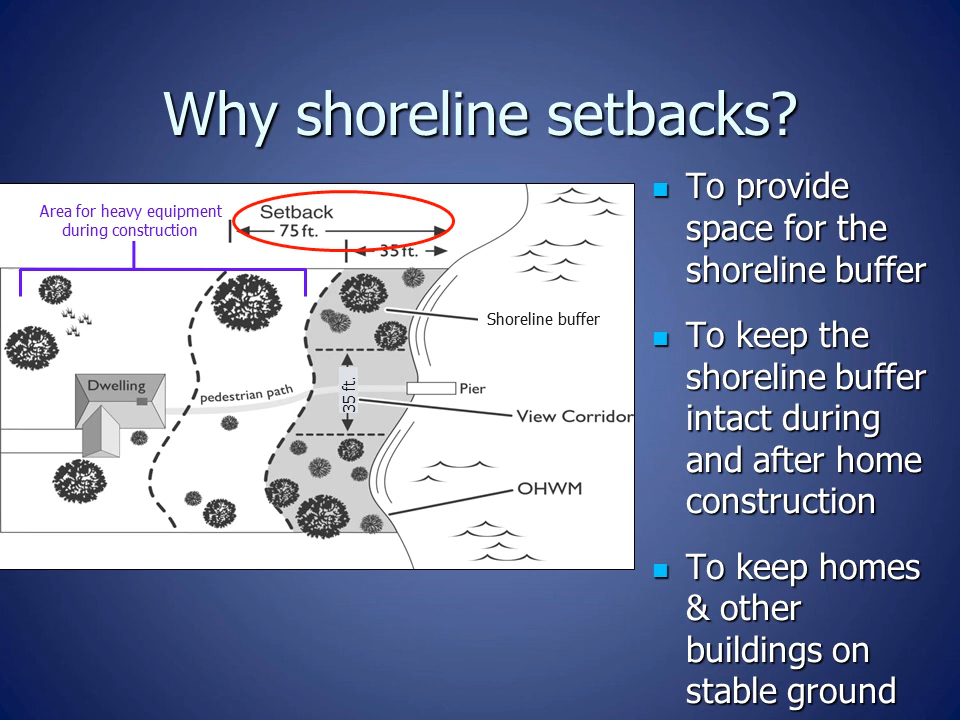 Why shoreline setbacks?
Area for heavy equipment
during construction
Setback
75 ft.
35 ft.
Shoreline buffer
Dwelling
pedestrian path
35 ft.
Pier
View Corridor
OHWM
To provide
space for the
shoreline buffer
To keep the
shoreline buffer
intact during
and after home
construction
To keep homes
& other
buildings on
stable ground